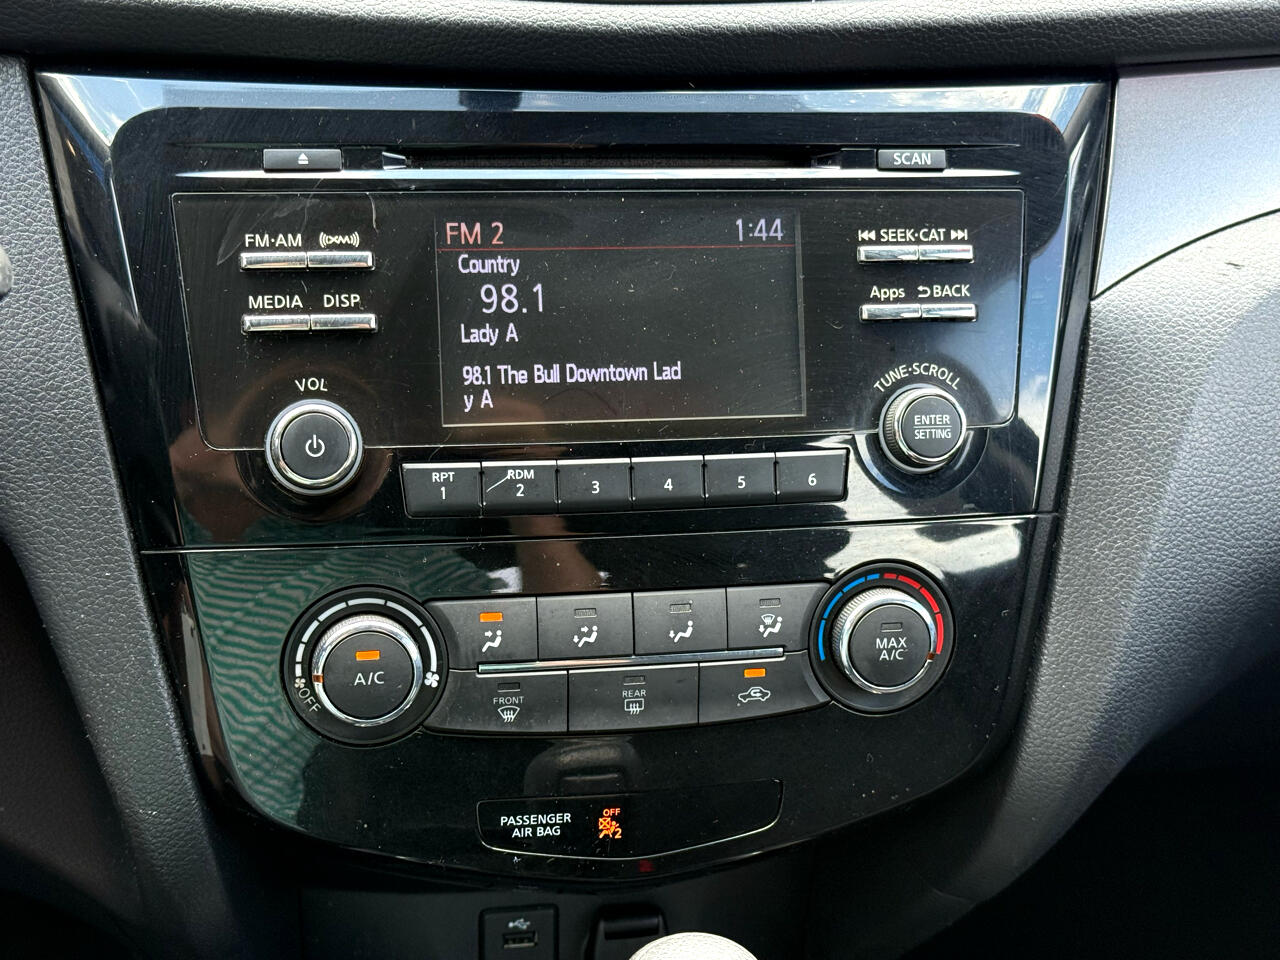 SCAN
FM·AM
((XM))
MEDIA
DISP
VOL
FM 2
1:44
Country
98.1
Lady A
98.1 The Bull Downtown Lad
y A
SEEK·CAT
Apps
BACK
TUNE·SCROLL
ENTER
SETTING
RPT
1
RDM
2
3
4
5
6
OFF
A/C
MAX
A/C
FRONT
REAR
PASSENGER
AIR BAG
OFF
2